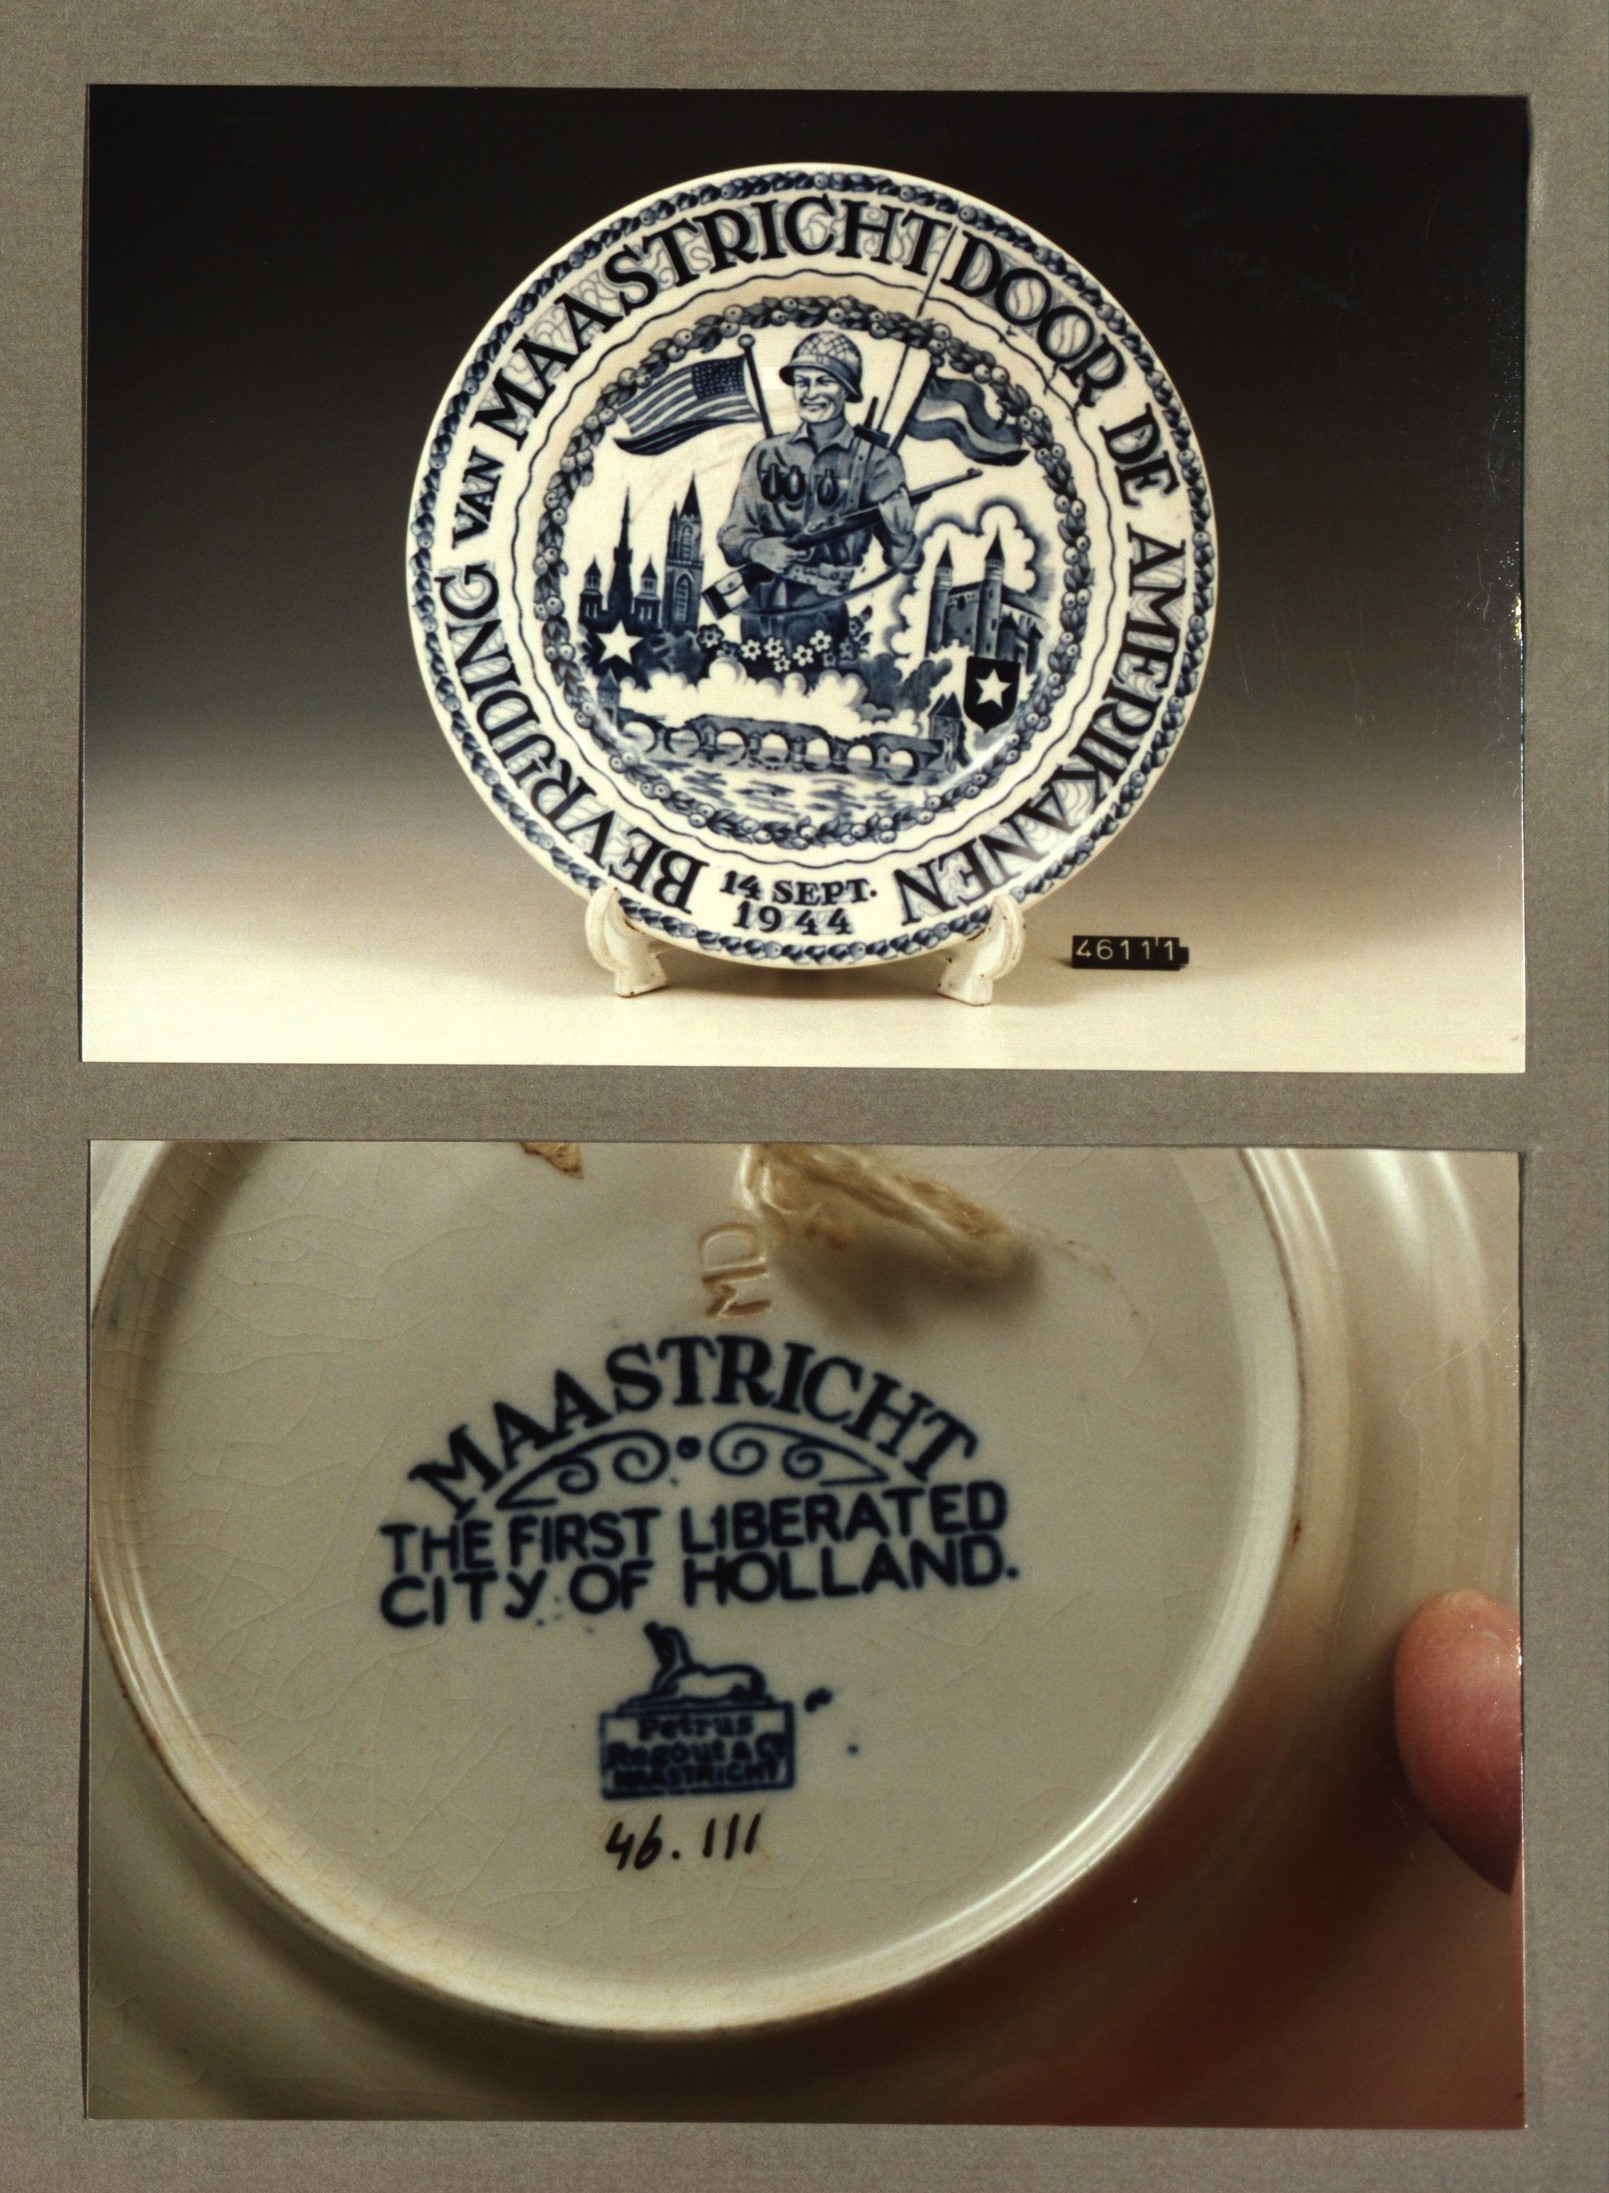 BEVRIJDING VAN MAASTRICHT DOOR DE AMERIKANEN
14 SEPT.
1944
46111
MD
MAASTRICHT
THE FIRST LIBERATED
CITY OF HOLLAND.
Petrus
Regout & Co
MAASTRICHT
46.111